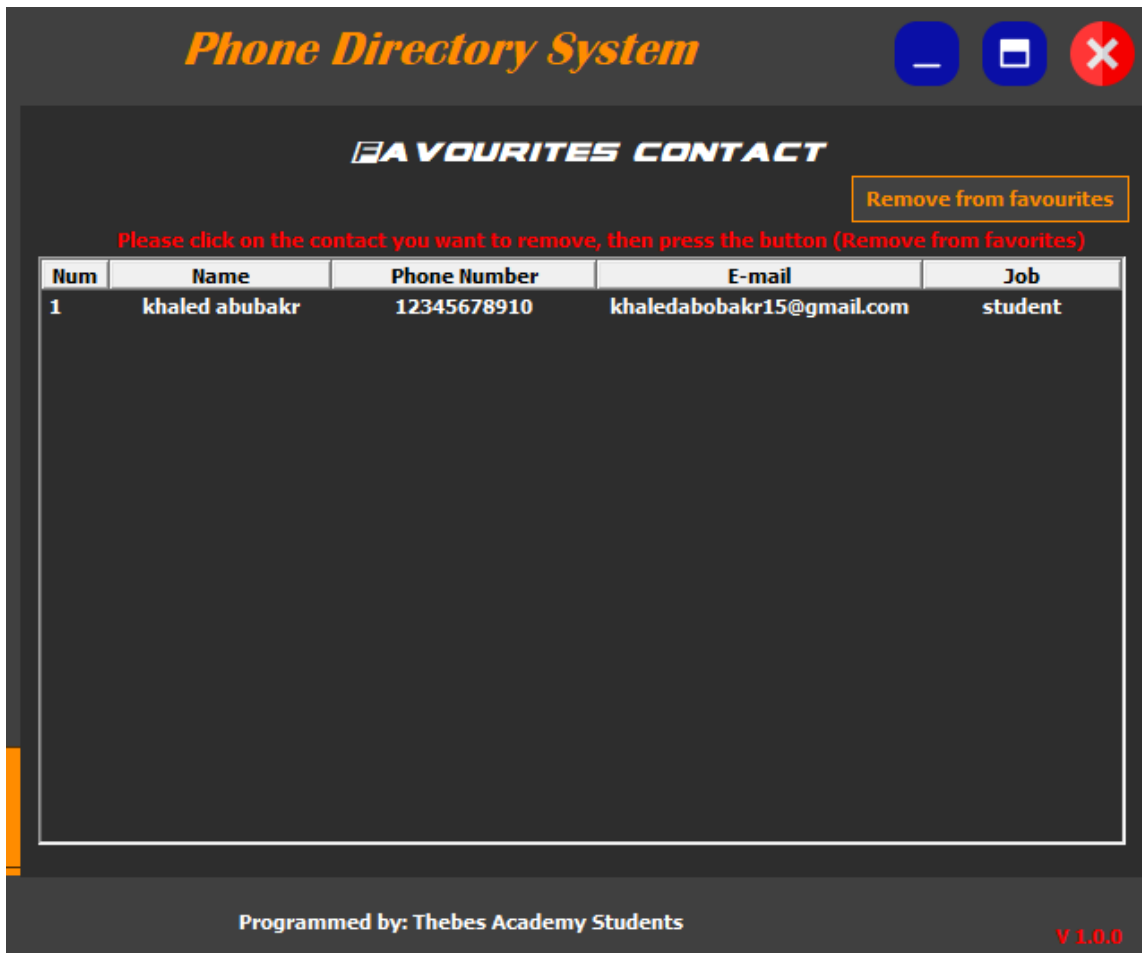 Phone Directory System
FAVOURITES CONTACT
Remove from favourites
Please click on the contact you want to remove, then press the button (Remove from favorites)
Num Name Phone Number E-mail Job
1 khaled abubakr 12345678910 khaledabobakr15@gmail.com student
Programmed by: Thebes Academy Students
V 1.0.0